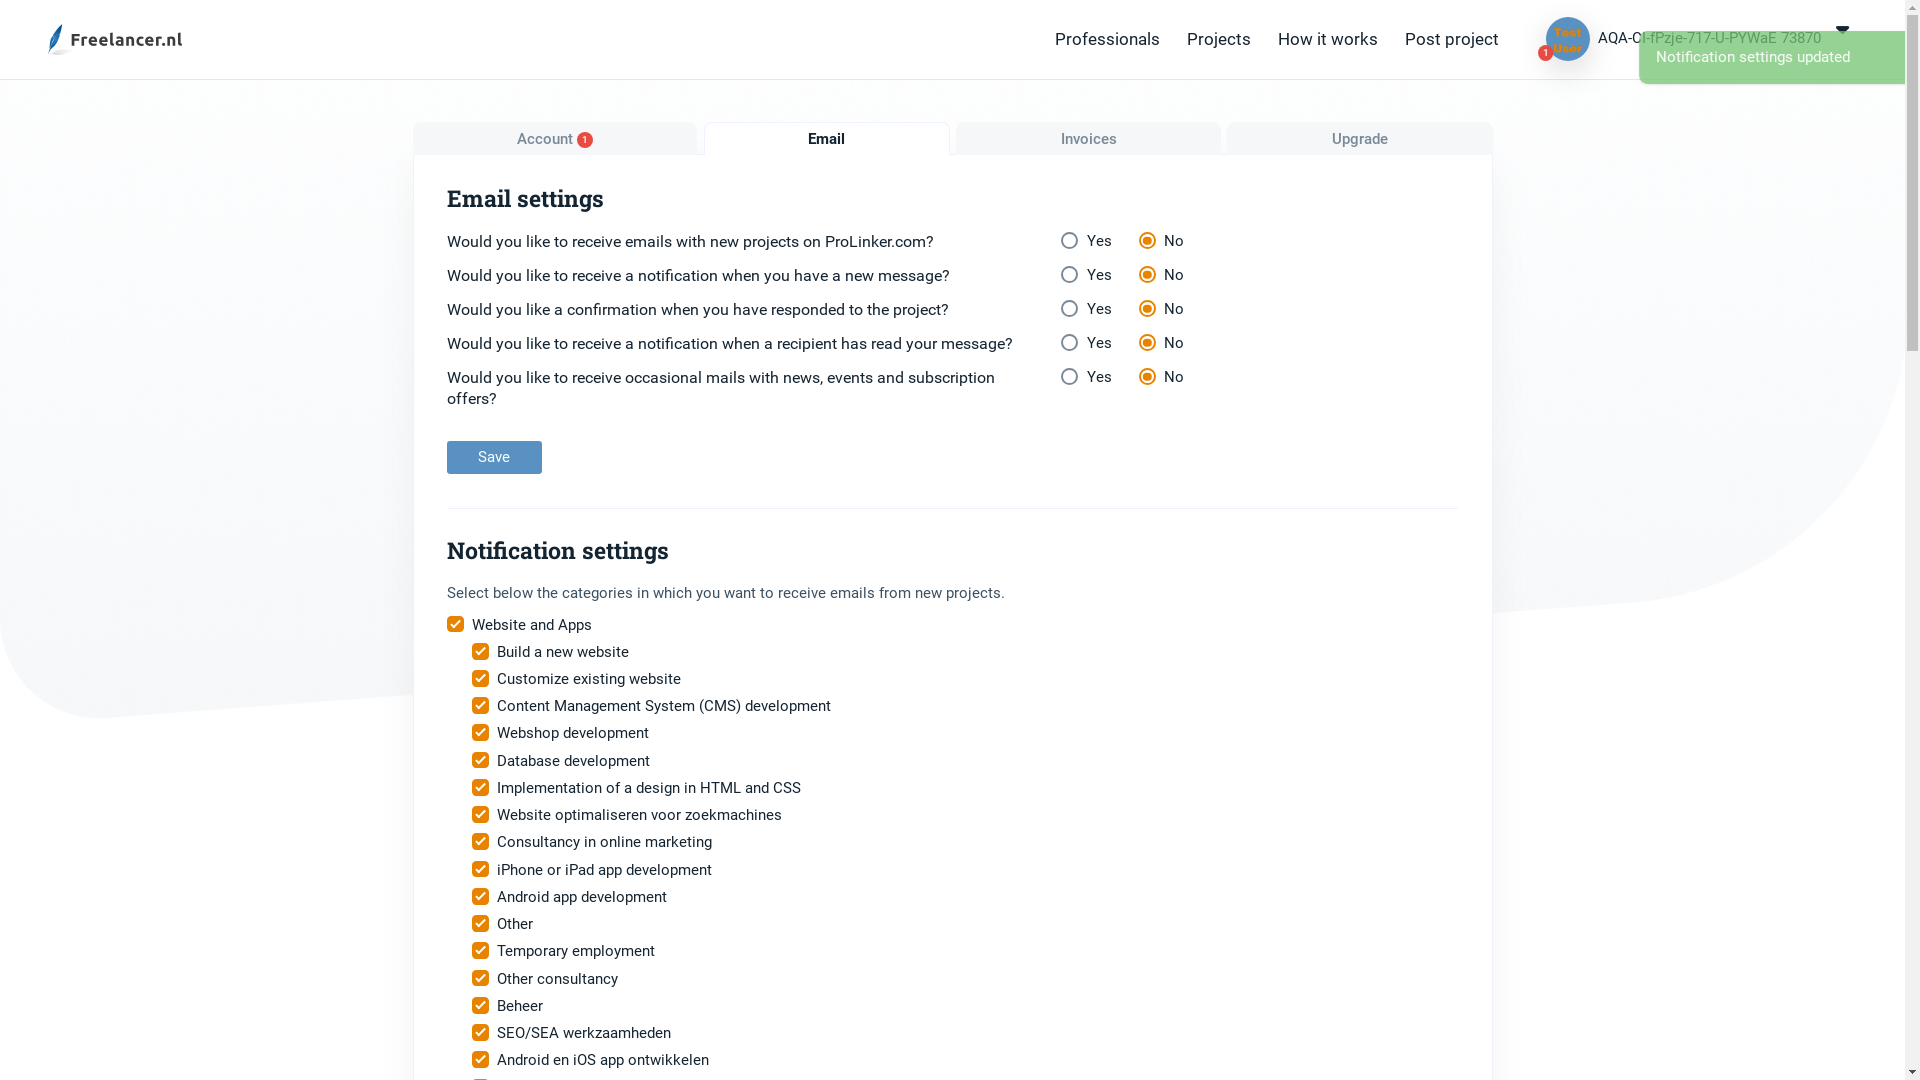 Freelancer.nl
Professionals
Projects
How it works
Post project
Test
User
1
AQA-CI-fPzje-717-U-PYWaE 73870
Notification settings updated
Account 1
Email
Invoices
Upgrade
Email settings
Would you like to receive emails with new projects on ProLinker.com?
Yes
No
Would you like to receive a notification when you have a new message?
Yes
No
Would you like a confirmation when you have responded to the project?
Yes
No
Would you like to receive a notification when a recipient has read your message?
Yes
No
Would you like to receive occasional mails with news, events and subscription
offers?
Yes
No
Save
Notification settings
Select below the categories in which you want to receive emails from new projects.
Website and Apps
Build a new website
Customize existing website
Content Management System (CMS) development
Webshop development
Database development
Implementation of a design in HTML and CSS
Website optimaliseren voor zoekmachines
Consultancy in online marketing
iPhone or iPad app development
Android app development
Other
Temporary employment
Other consultancy
Beheer
SEO/SEA werkzaamheden
Android en iOS app ontwikkelen